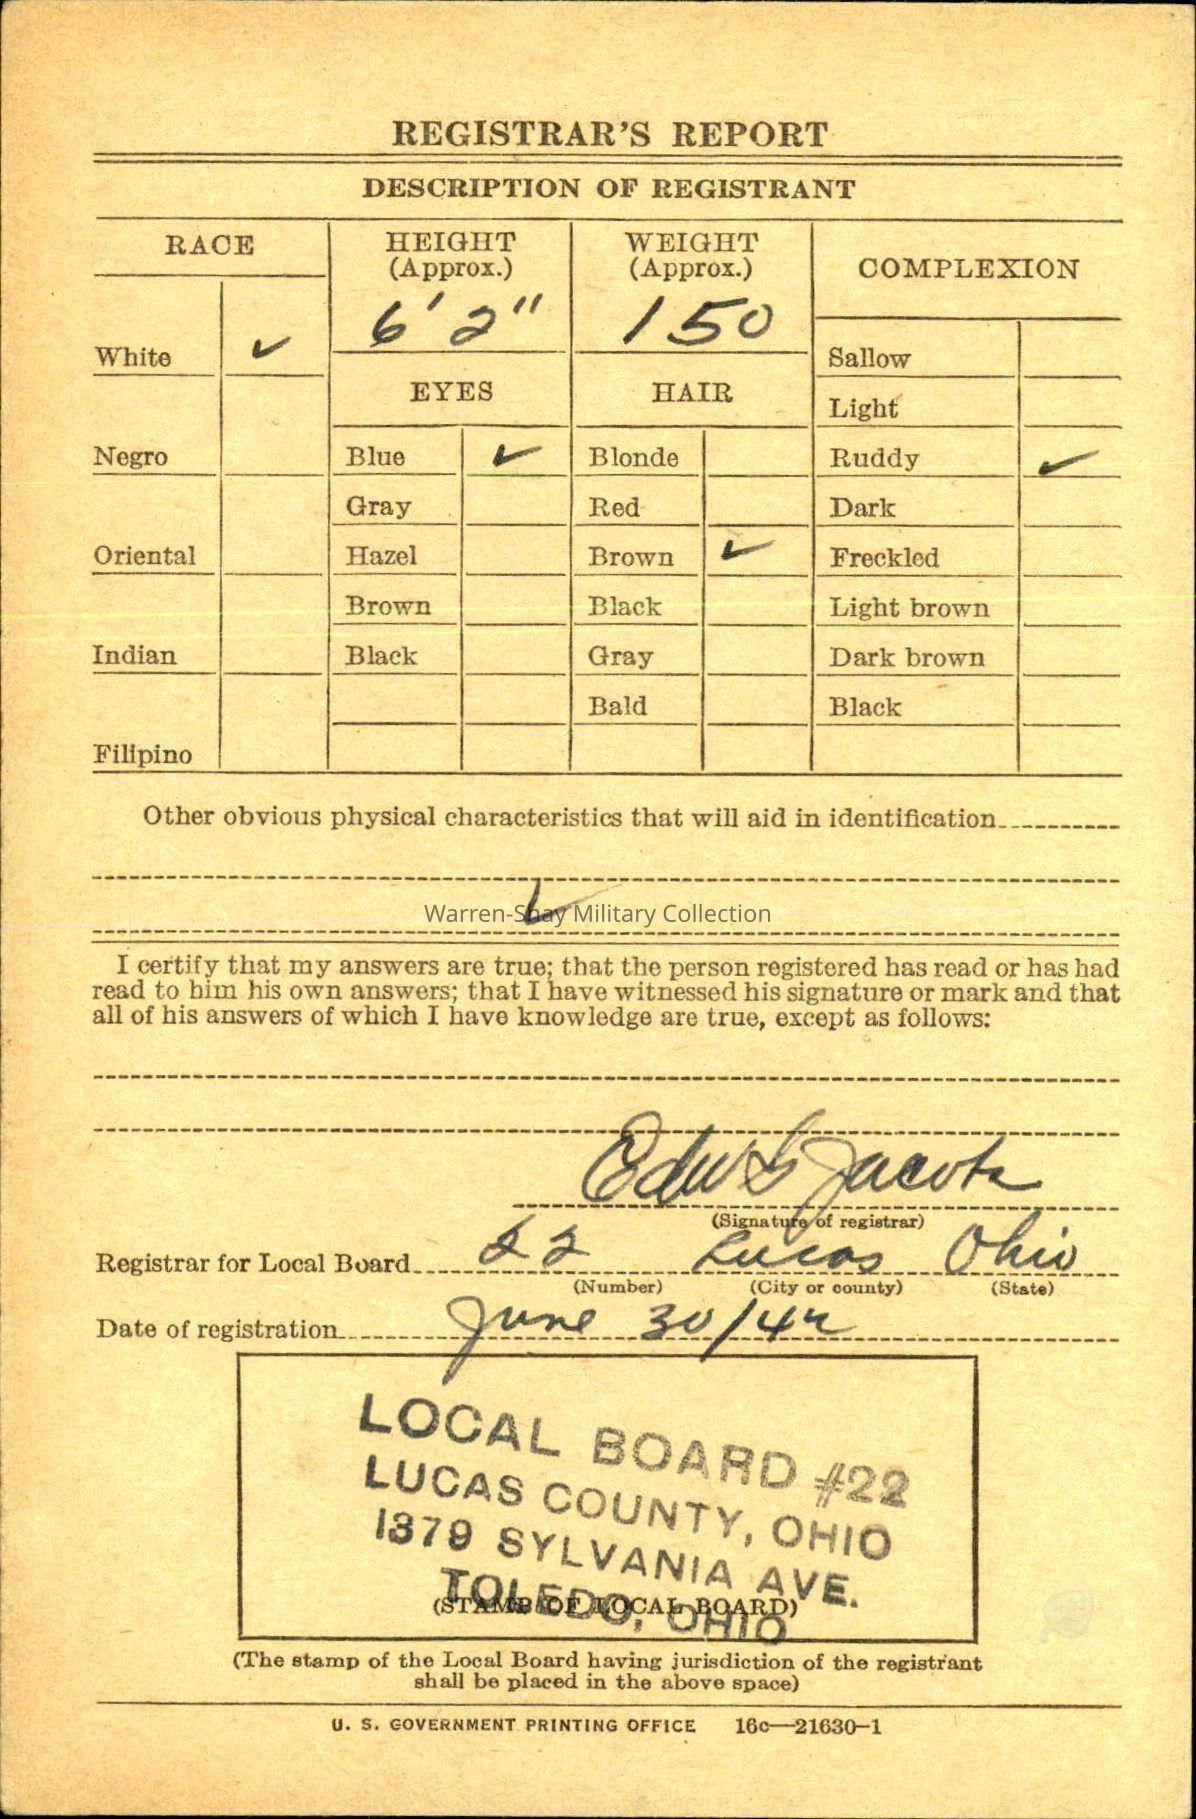 REGISTRAR'S REPORT
DESCRIPTION OF REGISTRANT
RACE
HEIGHT
(Approx.)
6' 2"
WEIGHT
(Approx.)
150
COMPLEXION
White ✓
Negro
Oriental
Indian
Filipino
EYES
Blue ✓
Gray
Hazel
Brown
Black
HAIR
Blonde
Red
Brown ✓
Black
Gray
Bald
Sallow
Light
Ruddy ✓
Dark
Freckled
Light brown
Dark brown
Black
Other obvious physical characteristics that will aid in identification
✓
Warren-Shay Military Collection
I certify that my answers are true; that the person registered has read or has had
read to him his own answers; that I have witnessed his signature or mark and that
all of his answers of which I have knowledge are true, except as follows:
(Signature of registrar)
Registrar for Local Board 22 Lucas Ohio
(Number) (City or county) (State)
Date of registration June 30/42
LOCAL BOARD #22
LUCAS COUNTY, OHIO
1379 SYLVANIA AVE.
TOLEDO, OHIO
(STAMP OF LOCAL BOARD)
(The stamp of the Local Board having jurisdiction of the registrant
shall be placed in the above space)
U. S. GOVERNMENT PRINTING OFFICE 16c—21630-1